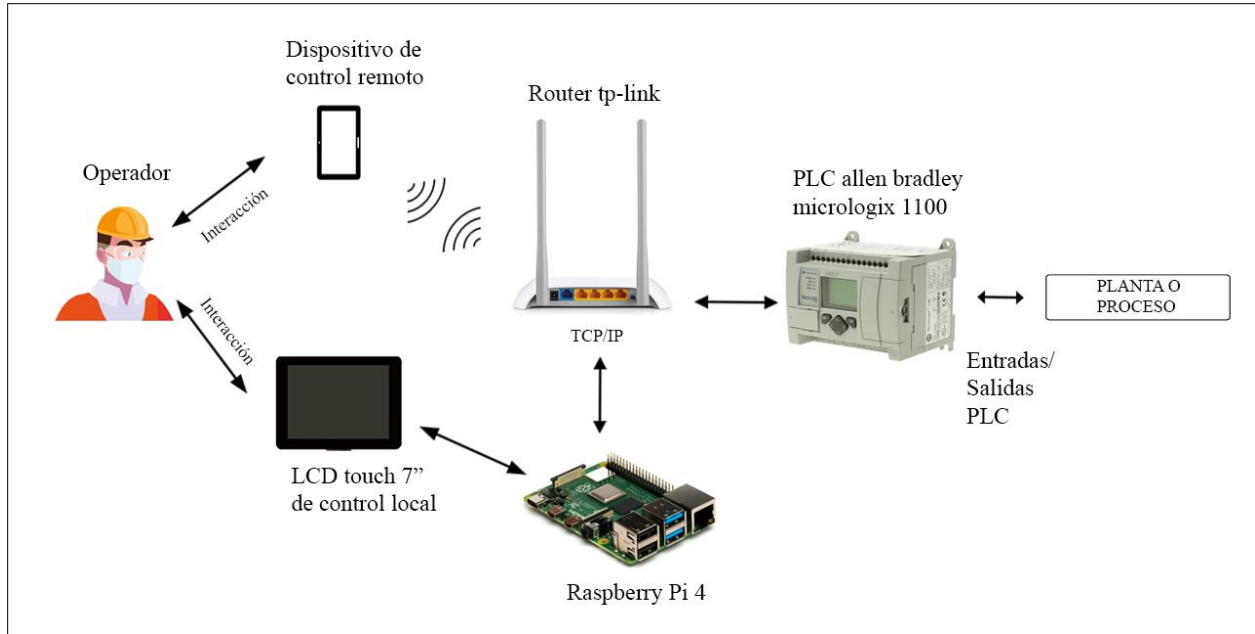 Dispositivo de
control remoto
Router tp-link
Operador
Interacción
PLC allen bradley
micrologix 1100
PLANTA O
PROCESO
Interacción
TCP/IP
Entradas/
Salidas
PLC
LCD touch 7”
de control local
Raspberry Pi 4